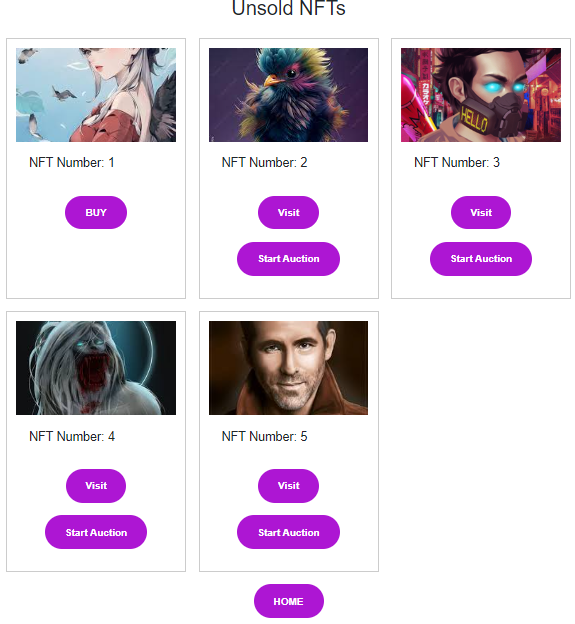 Unsold NFTs
HELLO
NFT Number: 1
NFT Number: 2
NFT Number: 3
BUY
Visit
Visit
Start Auction
Start Auction
NFT Number: 4
NFT Number: 5
Visit
Visit
Start Auction
Start Auction
HOME